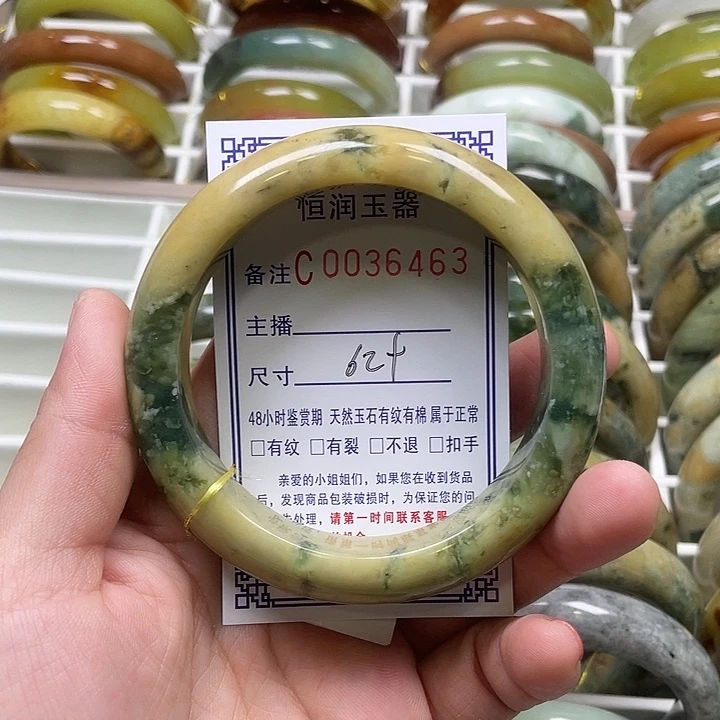 恒润玉器
备注C0036463
主播
尺寸 62+
48小时鉴赏期 天然玉石有纹有棉 属于正常
□有纹 □有裂 □不退 □扣手
亲爱的小姐姐们，如果您在收到货品
后，发现商品包装破损时，为保证您的问
处理，请第一时间联系客服